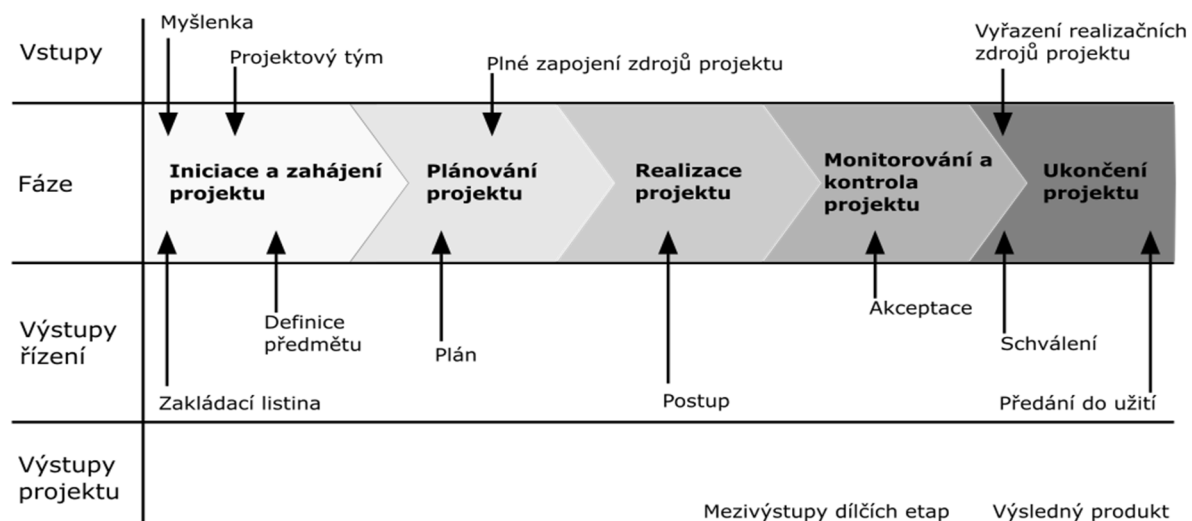 Vstupy
Myšlenka
Projektový tým
Plné zapojení zdrojů projektu
Vyřazení realizačních
zdrojů projektu
Fáze
Iniciace a zahájení
projektu
Plánování
projektu
Realizace
projektu
Monitorování a
kontrola
projektu
Ukončení
projektu
Výstupy
řízení
Zakládací listina
Definice
předmětu
Plán
Postup
Akceptace
Schválení
Předání do užití
Výstupy
projektu
Mezivýstupy dílčích etap
Výsledný produkt